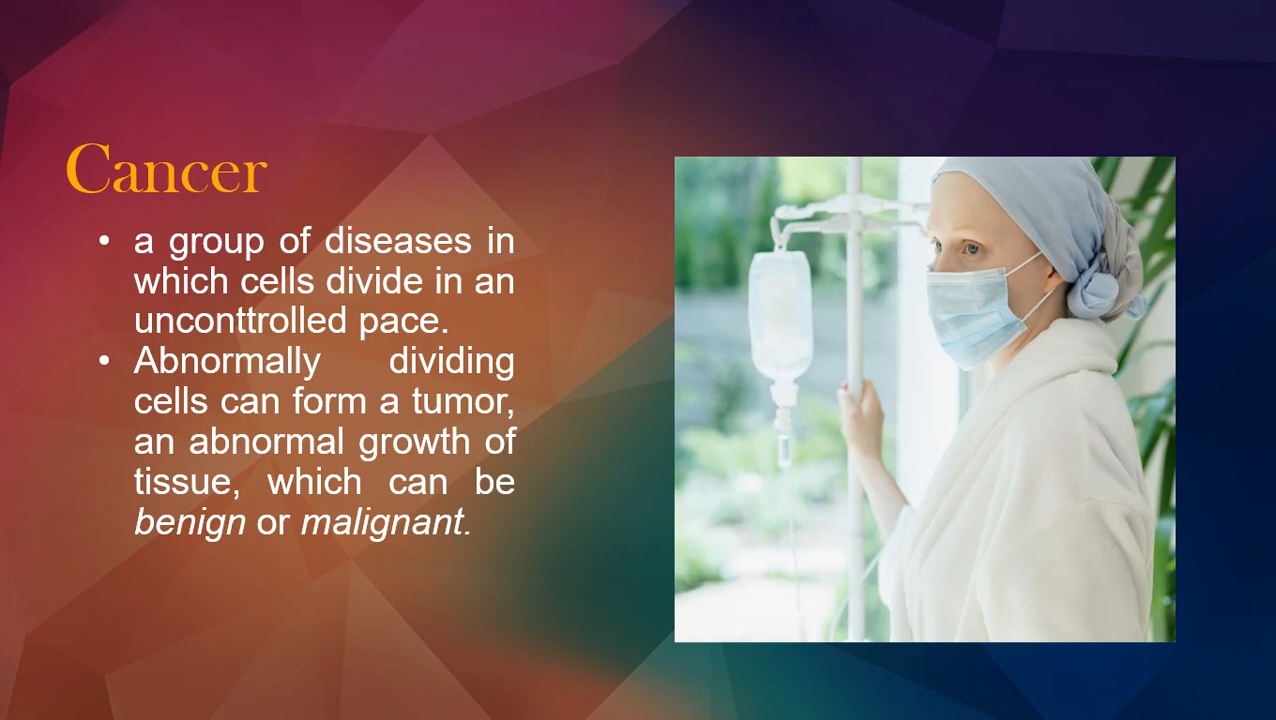 Cancer
• a group of diseases in
which cells divide in an
unconttrolled pace.
• Abnormally dividing
cells can form a tumor,
an abnormal growth of
tissue, which can be
benign or malignant.